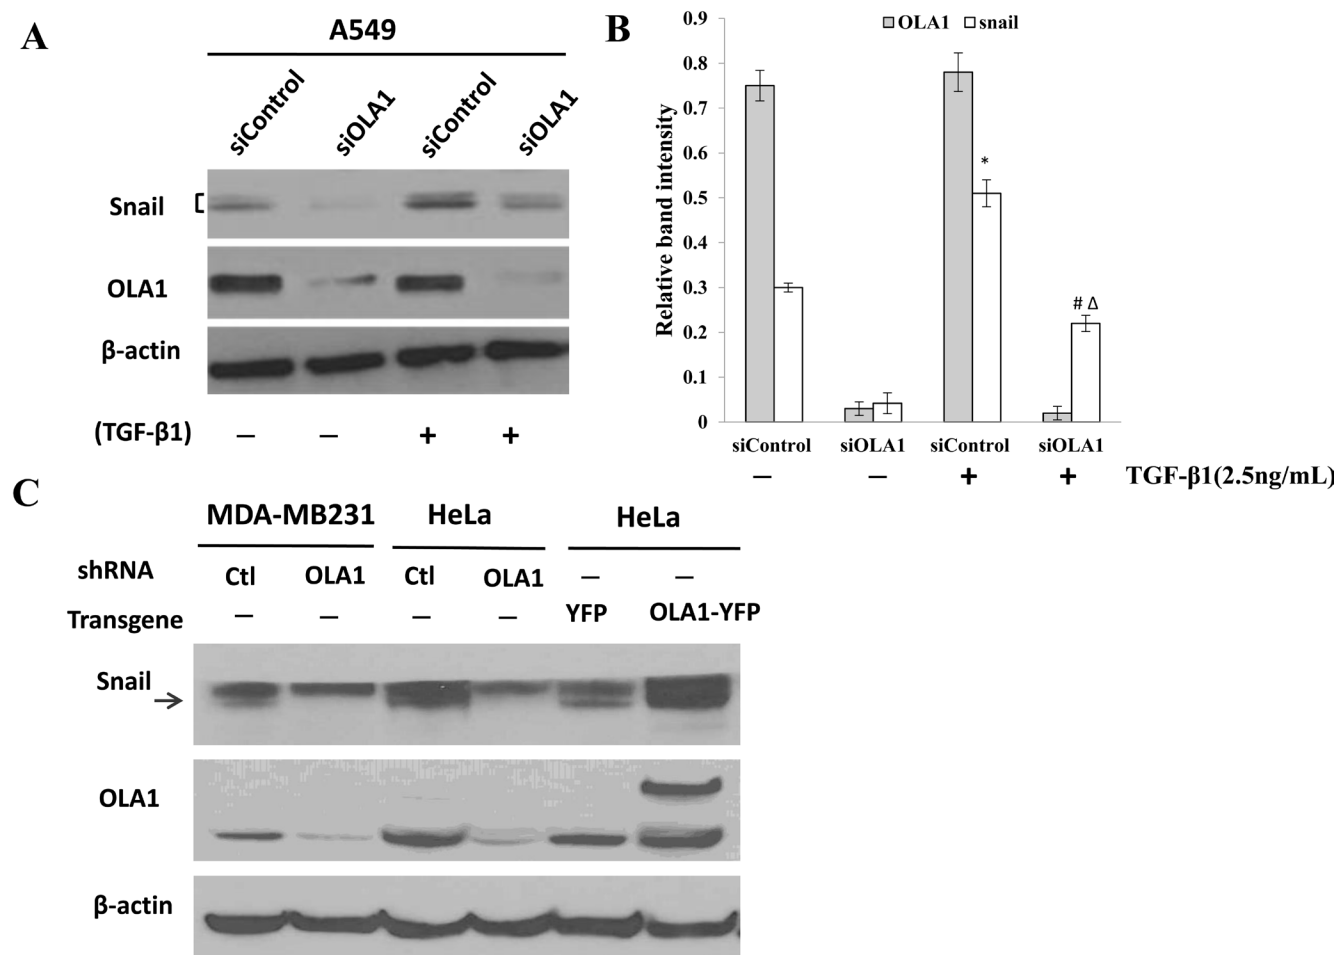 A
A549
siControl siOLA1 siControl siOLA1
Snail
OLA1
β-actin
(TGF-β1) – – + +
B
OLA1 snail
Relative band intensity
0.9
0.8
0.7
0.6
0.5
0.4
0.3
0.2
0.1
0
*
# Δ
siControl siOLA1 siControl siOLA1
– – + + TGF-β1(2.5ng/mL)
C
MDA-MB231 HeLa HeLa
shRNA Ctl OLA1 Ctl OLA1 – –
Transgene – – – – YFP OLA1-YFP
Snail
OLA1
β-actin